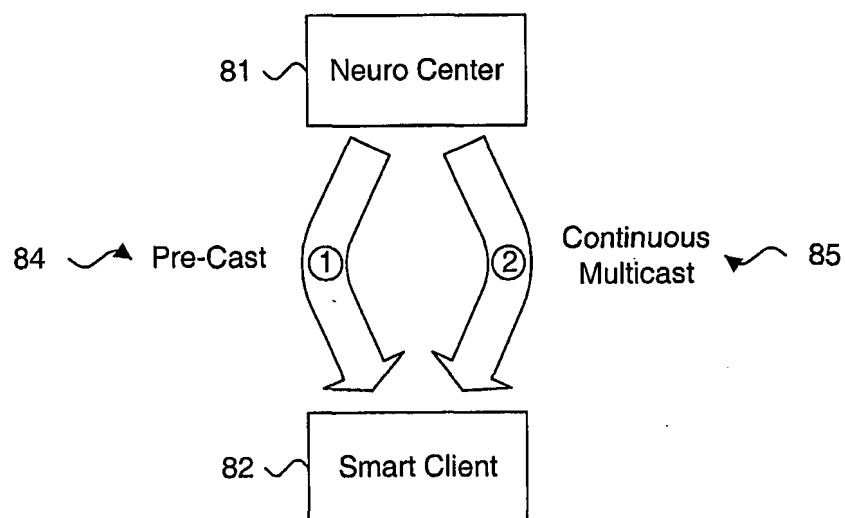 81
Neuro Center
84
Pre-Cast
1
2
Continuous
Multicast
85
82
Smart Client